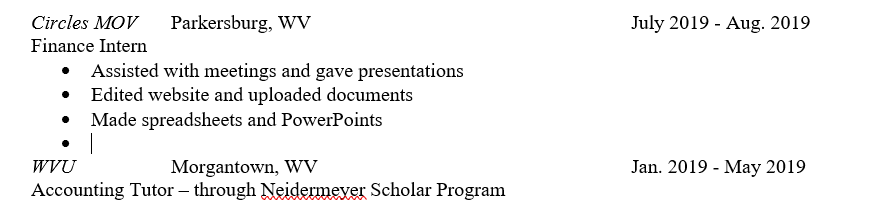 Circles MOV Parkersburg, WV July 2019 - Aug. 2019
Finance Intern
• Assisted with meetings and gave presentations
• Edited website and uploaded documents
• Made spreadsheets and PowerPoints
•
WVU Morgantown, WV Jan. 2019 - May 2019
Accounting Tutor – through Neidermeyer Scholar Program